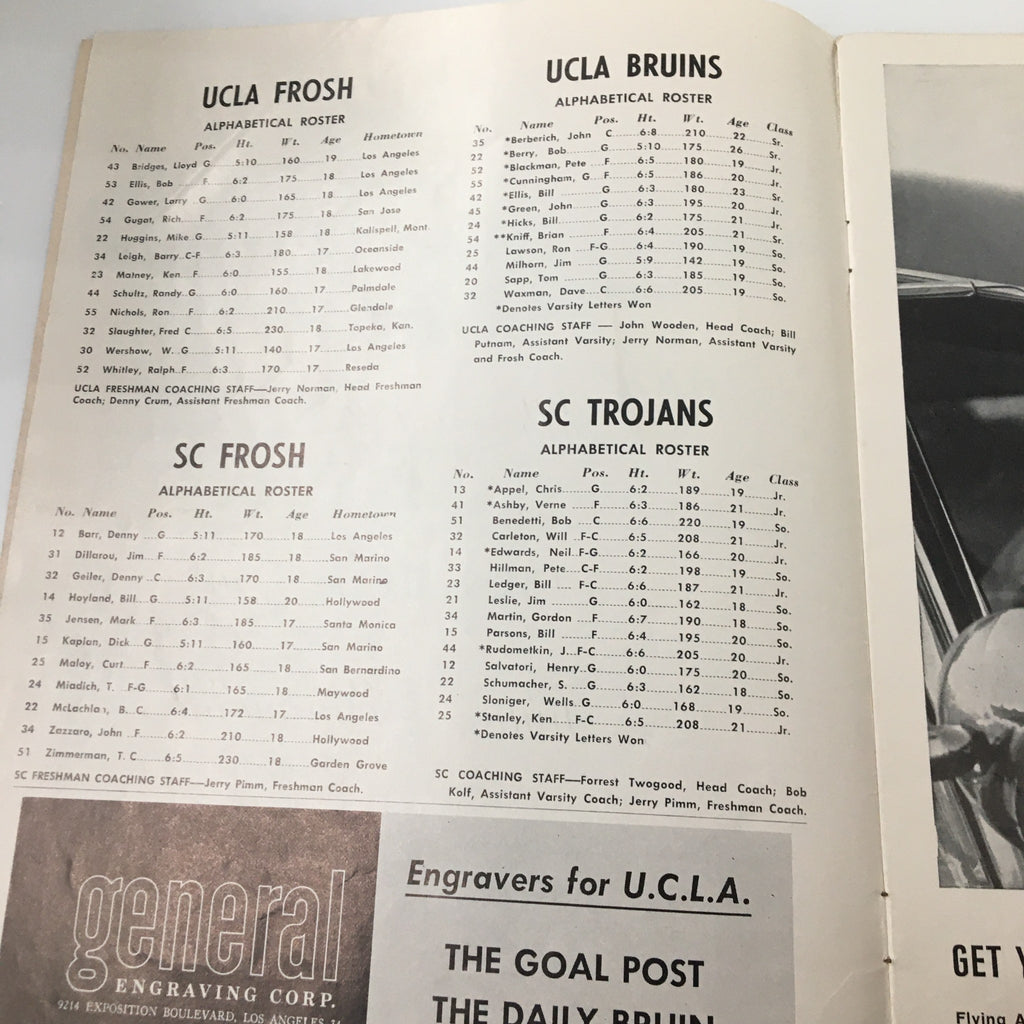 UCLA FROSH
ALPHABETICAL ROSTER
No. Name Pos. Ht. Wt. Age Hometown
43 Bridges, Lloyd G 5:10 160 19 Los Angeles
53 Ellis, Bob F 6:2 175 18 Los Angeles
42 Gower, Larry G 6:0 165 18 Los Angeles
54 Gugat, Rich F 6:2 175 18 San Jose
22 Huggins, Mike G 5:11 158 18 Kalispell, Mont.
34 Leigh, Barry C-F 6:3 180 17 Oceanside
23 Matney, Ken F 6:0 155 18 Lakewood
44 Schultz, Randy G 6:0 160 17 Palmdale
55 Nichols, Ron F 6:2 210 17 Glendale
32 Slaughter, Fred C 6:5 230 18 Topeka, Kan.
30 Wershow, W. G 5:11 140 17 Los Angeles
52 Whitley, Ralph F 6:3 170 17 Reseda
UCLA FRESHMAN COACHING STAFF—Jerry Norman, Head Freshman
Coach; Denny Crum, Assistant Freshman Coach.
SC FROSH
ALPHABETICAL ROSTER
No. Name Pos. Ht. Wt. Age Hometown
12 Barr, Denny G 5:11 170 18 Los Angeles
31 Dillarou, Jim F 6:2 185 18 San Marino
32 Geiler, Denny C 6:3 170 18 San Marino
14 Hoyland, Bill G 5:11 158 20 Hollywood
35 Jensen, Mark F 6:3 185 17 Santa Monica
15 Kaplan, Dick G 5:11 160 17 San Marino
25 Maloy, Curt F 6:2 165 18 San Bernardino
24 Miadich, T. F-G 6:1 165 18 Maywood
22 McLachlan, B. C 6:4 172 17 Los Angeles
34 Zazzaro, John F 6:2 210 18 Hollywood
51 Zimmerman, T. C 6:5 230 18 Garden Grove
SC FRESHMAN COACHING STAFF—Jerry Pimm, Freshman Coach.
UCLA BRUINS
ALPHABETICAL ROSTER
No. Name Pos. Ht. Wt. Age Class
35 *Berberich, John C 6:8 210 22 Sr.
22 *Berry, Bob G 5:10 175 26 Sr.
52 *Blackman, Pete F 6:5 180 19 Jr.
55 *Cunningham, G. F 6:5 186 20 Jr.
42 *Ellis, Bill G 6:3 180 23 Sr.
45 *Green, John G 6:3 195 20 Jr.
24 *Hicks, Bill G 6:2 175 21 Jr.
54 **Kniff, Brian F 6:4 205 21 Sr.
25 Lawson, Ron F-G 6:4 190 19 So.
44 Milhorn, Jim G 5:9 142 19 So.
20 Sapp, Tom G 6:3 185 19 So.
32 Waxman, Dave C 6:6 205 19 So.
*Denotes Varsity Letters Won
UCLA COACHING STAFF — John Wooden, Head Coach; Bill
Putnam, Assistant Varsity; Jerry Norman, Assistant Varsity
and Frosh Coach.
SC TROJANS
ALPHABETICAL ROSTER
No. Name Pos. Ht. Wt. Age Class
13 *Appel, Chris G 6:2 189 19 Jr.
41 *Ashby, Verne F 6:3 186 21 Jr.
51 Benedetti, Bob C 6:6 220 19 So.
32 Carleton, Will F-C 6:5 208 21 Jr.
14 *Edwards, Neil F-G 6:2 166 20 Jr.
33 Hillman, Pete C-F 6:2 198 19 So.
23 Ledger, Bill F-C 6:6 187 21 Jr.
21 Leslie, Jim G 6:0 162 18 So.
34 Martin, Gordon F 6:7 190 18 So.
15 Parsons, Bill F 6:4 195 20 So.
44 *Rudometkin, J. F-C 6:6 205 20 Jr.
12 Salvatori, Henry G 6:0 175 20 So.
22 Schumacher, S. G 6:3 162 18 So.
24 Sloniger, Wells G 6:0 168 19 So.
25 *Stanley, Ken F-C 6:5 208 21 Jr.
*Denotes Varsity Letters Won
SC COACHING STAFF—Forrest Twogood, Head Coach; Bob
Kolf, Assistant Varsity Coach; Jerry Pimm, Freshman Coach.
general
ENGRAVING CORP.
9214 EXPOSITION BOULEVARD, LOS ANGELES 34
Engravers for U.C.L.A.
THE GOAL POST
THE DAILY BRUIN
GET
Flying